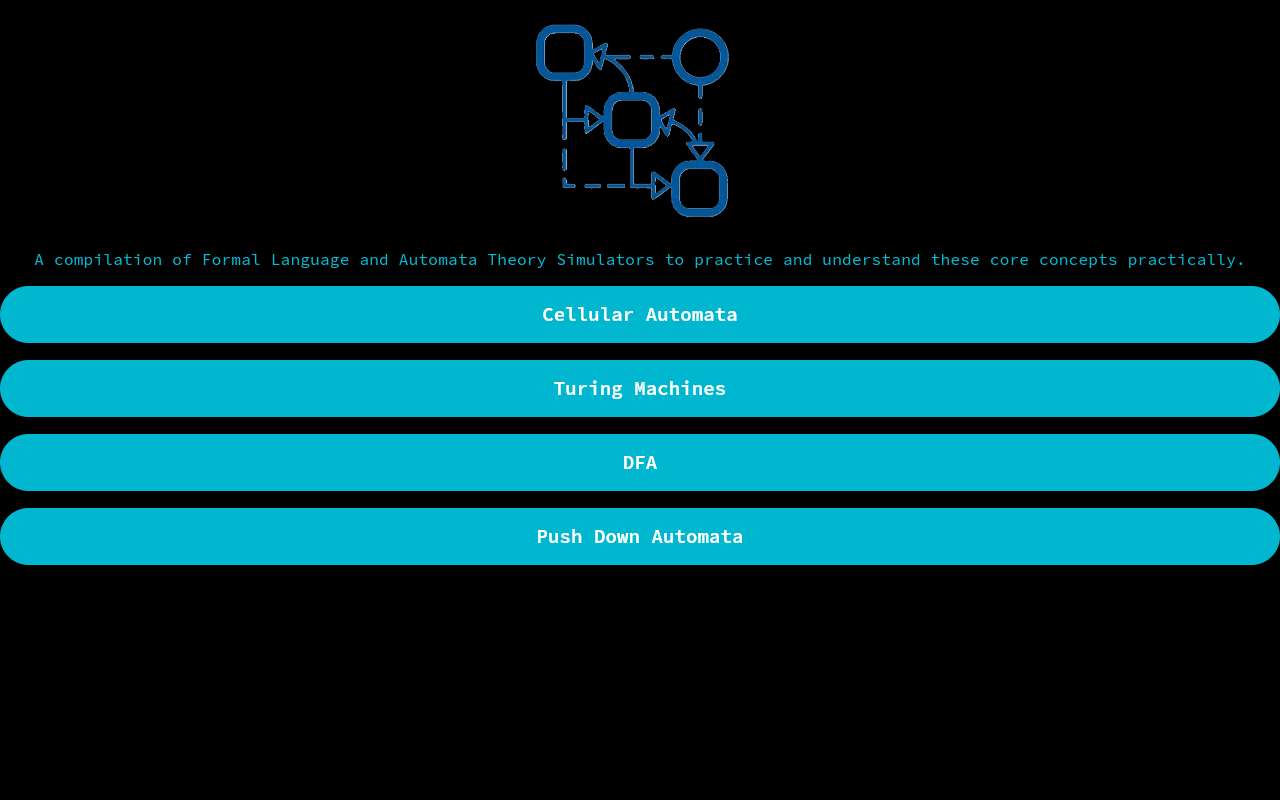 A compilation of Formal Language and Automata Theory Simulators to practice and understand these core concepts practically.
Cellular Automata
Turing Machines
DFA
Push Down Automata